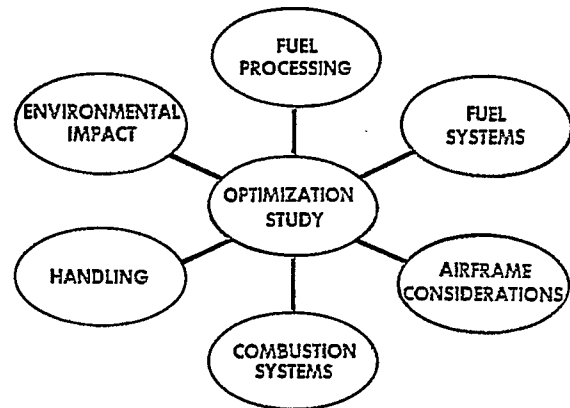 FUEL
PROCESSING
ENVIRONMENTAL
IMPACT
FUEL
SYSTEMS
OPTIMIZATION
STUDY
HANDLING
AIRFRAME
CONSIDERATIONS
COMBUSTION
SYSTEMS